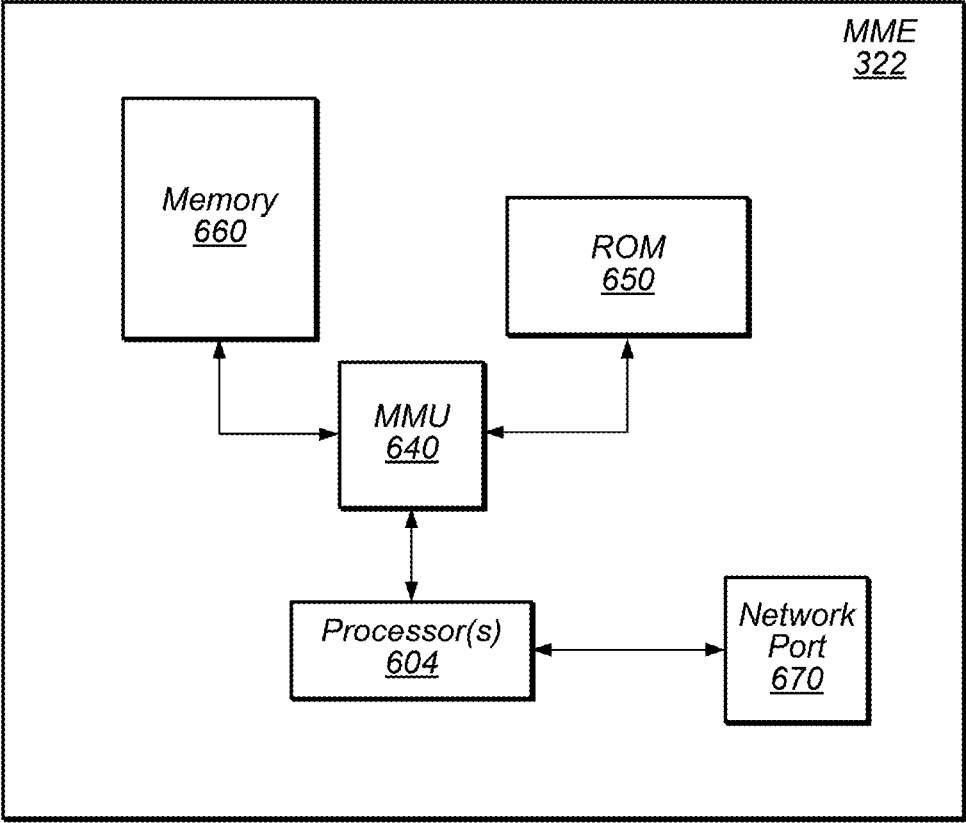 MME
322
Memory
660
ROM
650
MMU
640
Processor(s)
604
Network
Port
670